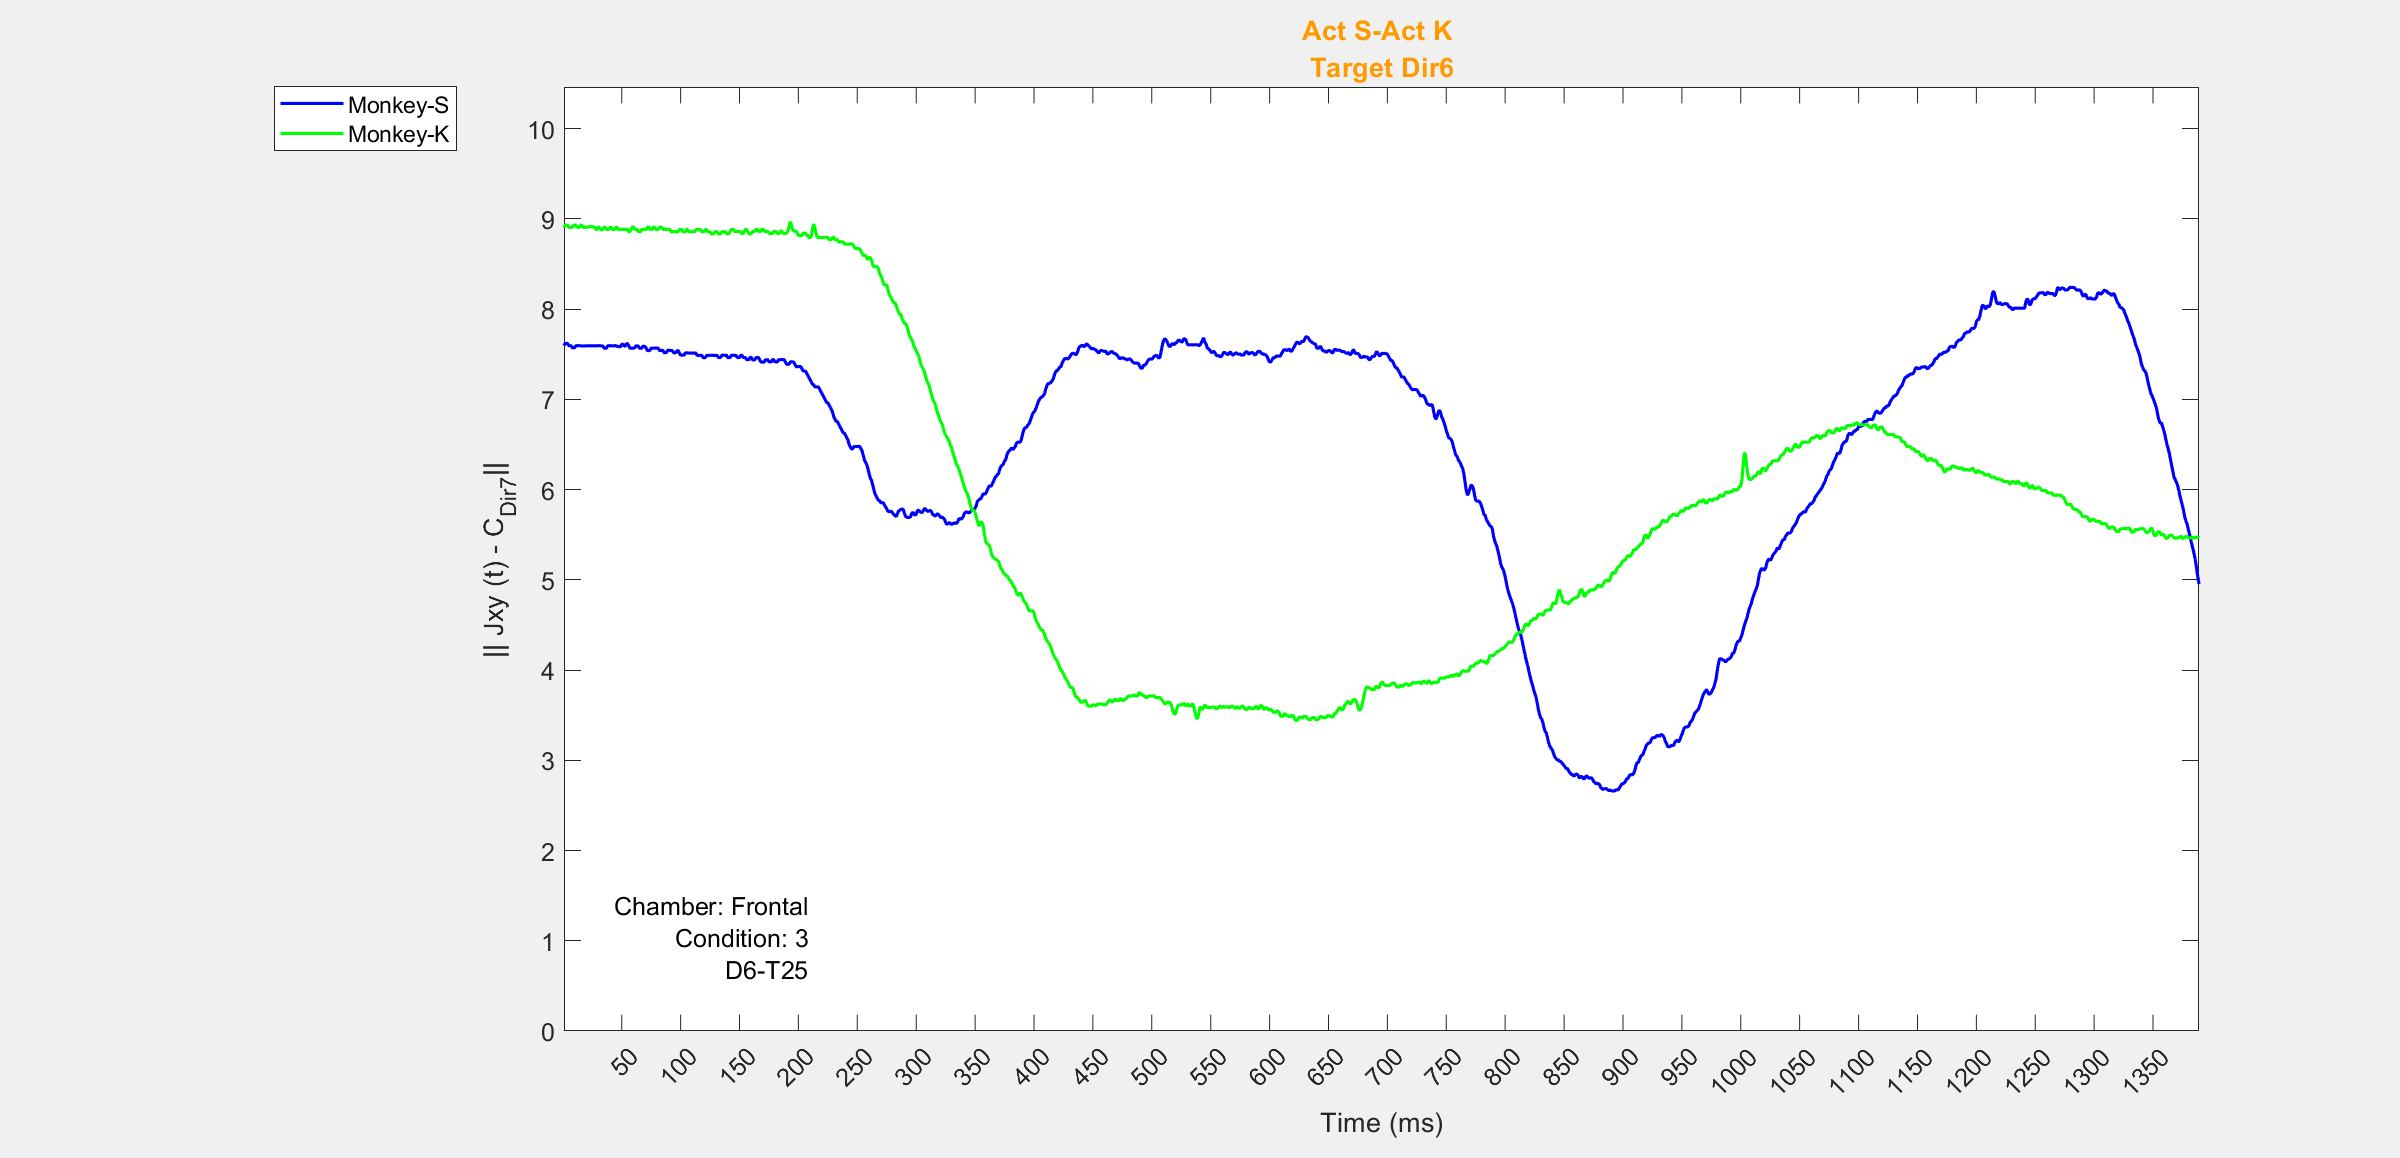 Act S-Act K
Target Dir6
Monkey-S
Monkey-K
10
9
8
7
6
5
4
3
2
1
0
|| Jxy (t) - C_Dir7||
Chamber: Frontal
Condition: 3
D6-T25
50 100 150 200 250 300 350 400 450 500 550 600 650 700 750 800 850 900 950 1000 1050 1100 1150 1200 1250 1300 1350
Time (ms)